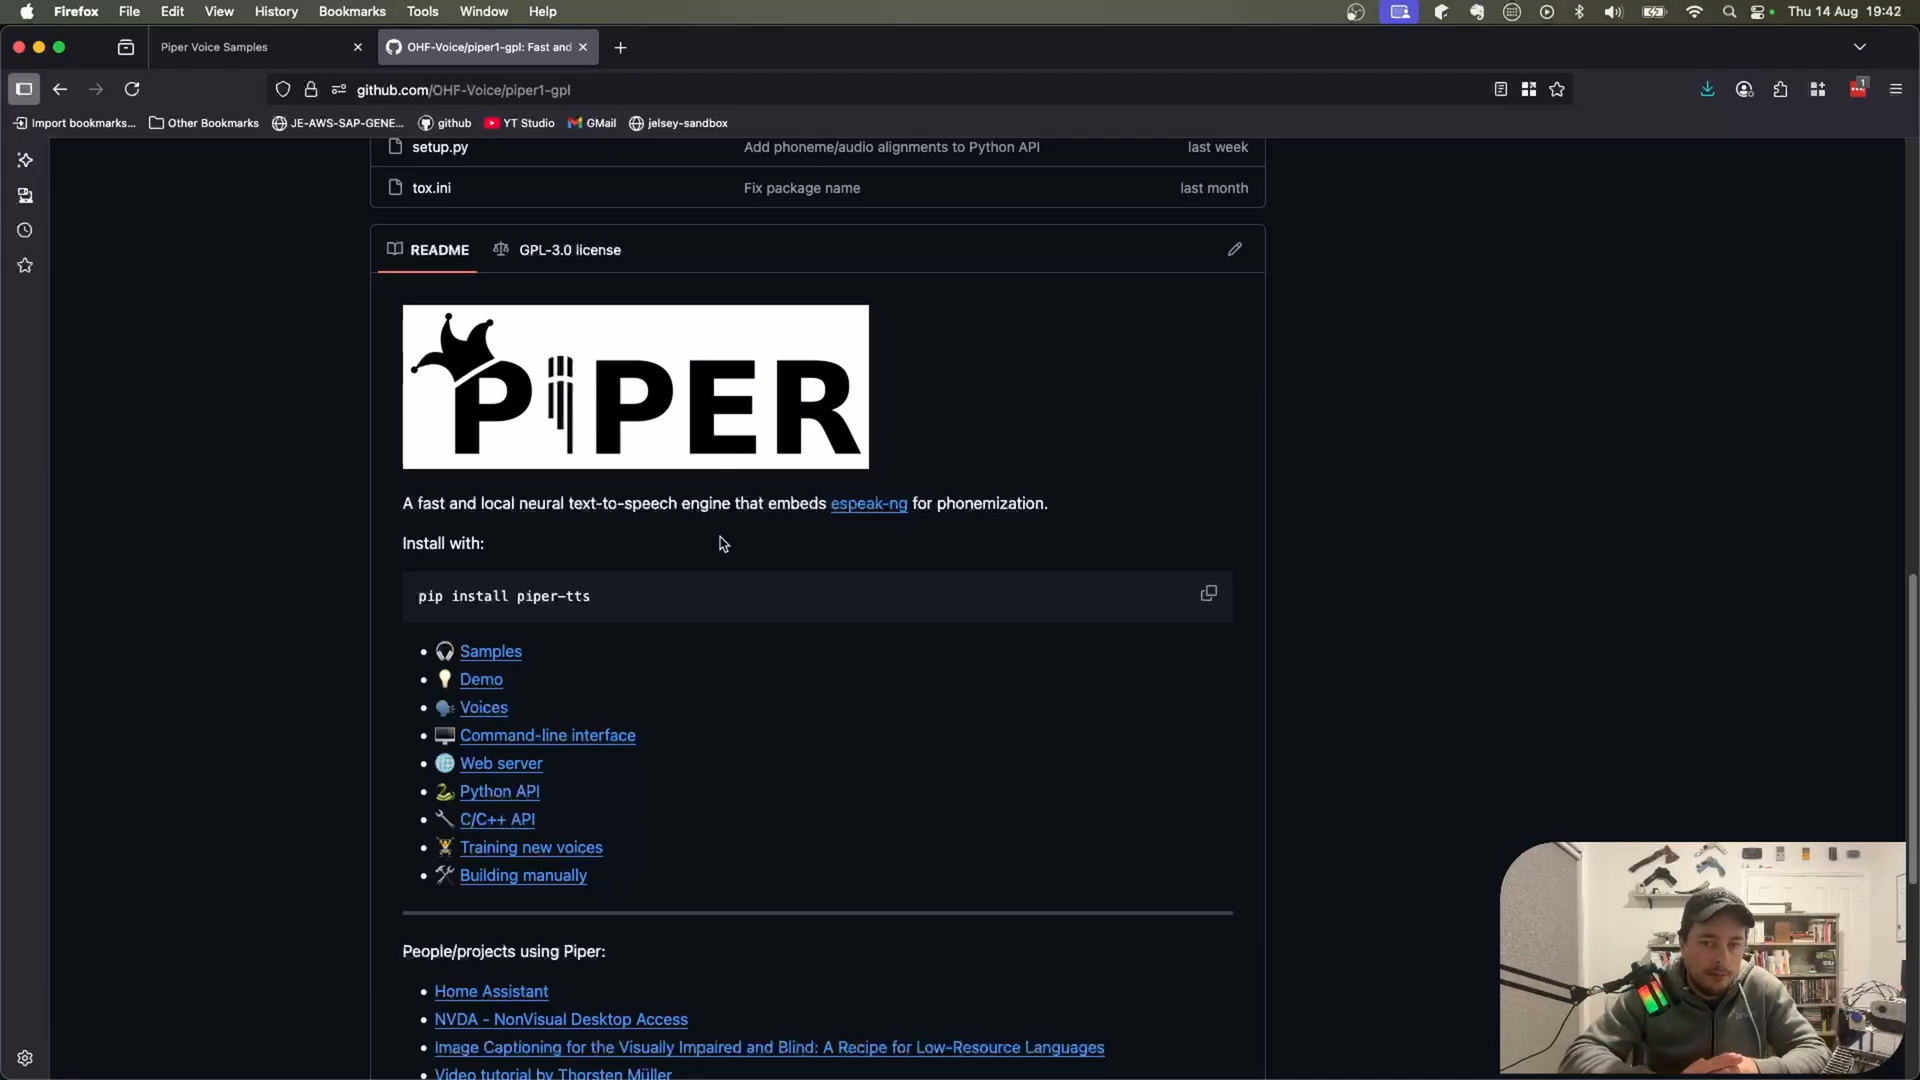 Firefox File Edit View History Bookmarks Tools Window Help Thu 14 Aug 19:42
Piper Voice Samples OHF-Voice/piper1-gpl: Fast and
github.com/OHF-Voice/piper1-gpl 1
Import bookmarks... Other Bookmarks JE-AWS-SAP-GENE... github YT Studio GMail jelsey-sandbox
setup.py Add phoneme/audio alignments to Python API last week
tox.ini Fix package name last month
README GPL-3.0 license
PIPER
A fast and local neural text-to-speech engine that embeds espeak-ng for phonemization.
Install with:
pip install piper-tts
Samples
Demo
Voices
Command-line interface
Web server
Python API
C/C++ API
Training new voices
Building manually
People/projects using Piper:
Home Assistant
NVDA - NonVisual Desktop Access
Image Captioning for the Visually Impaired and Blind: A Recipe for Low-Resource Languages
Video tutorial by Thorsten Müller